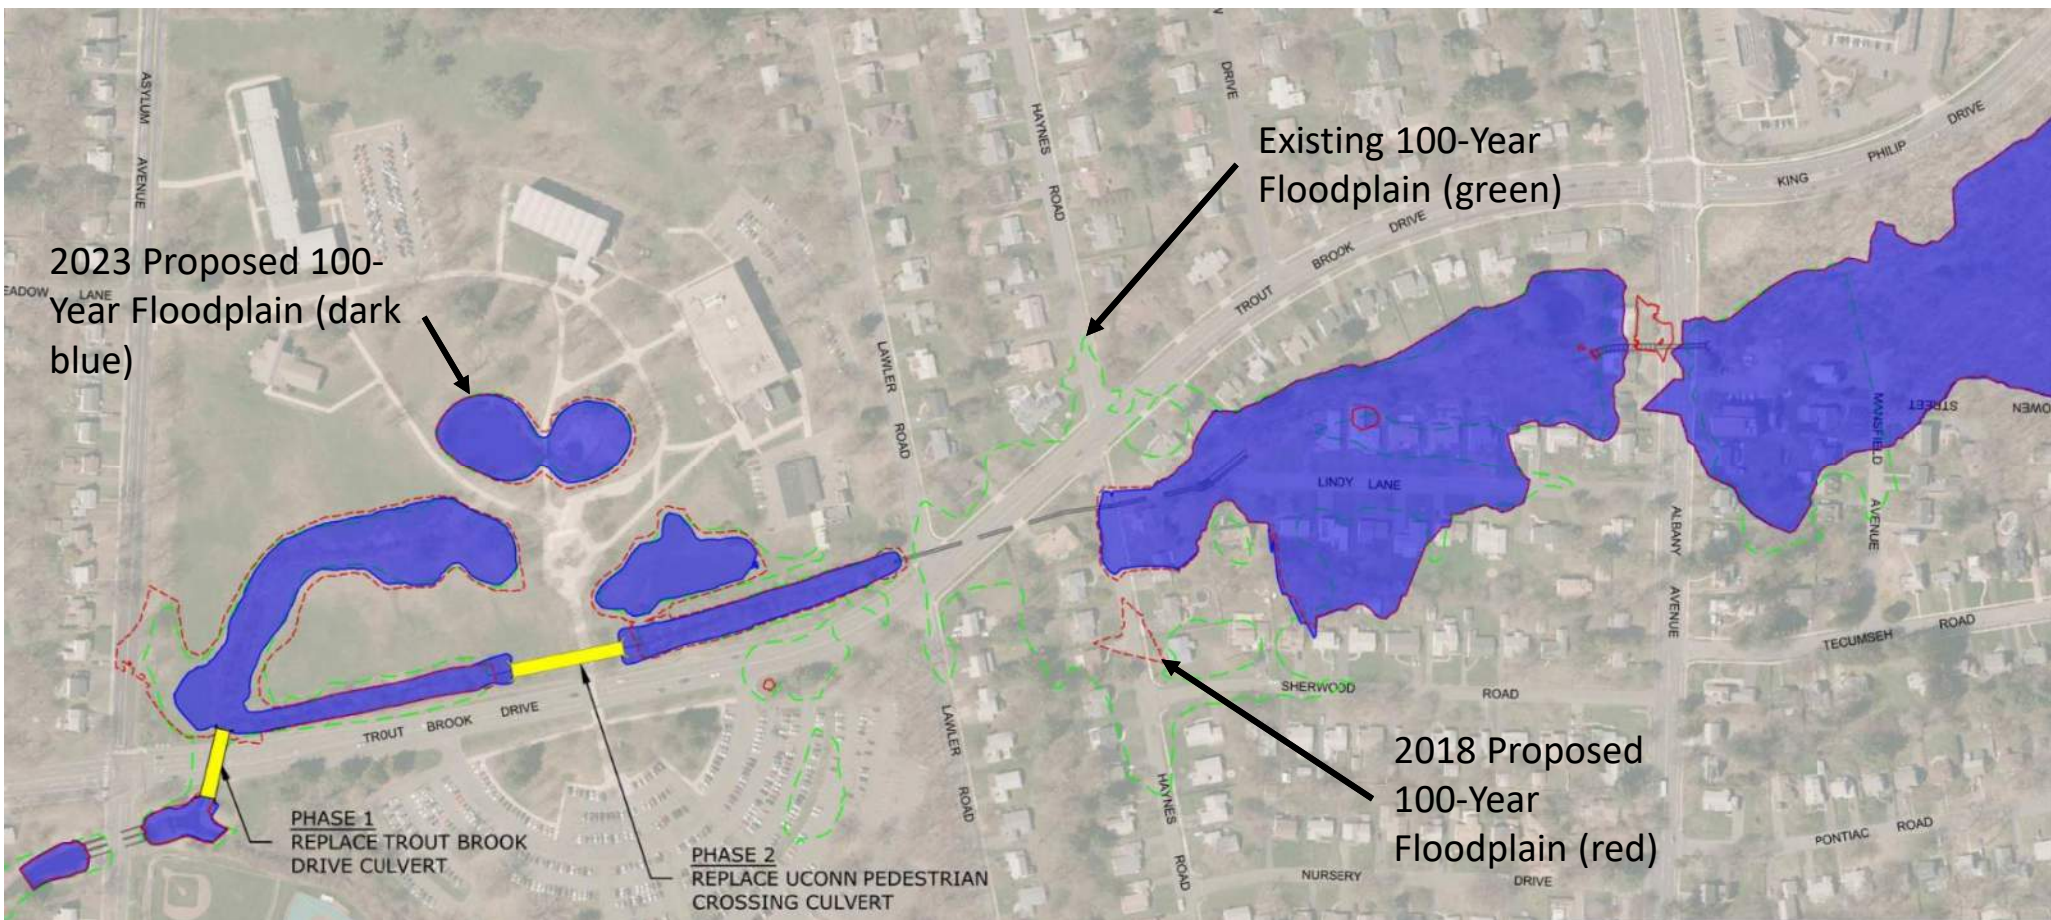 ASYLUM AVENUE
HAYNES ROAD
DRIVE
Existing 100-Year
Floodplain (green)
KING PHILIP DRIVE
TROUT BROOK DRIVE
2023 Proposed 100-
Year Floodplain (dark
blue)
EADOW LANE
LAWLER ROAD
LINDY LANE
MANSFIELD AVENUE
STREET
OWEN
ALBANY AVENUE
TECUMSEH ROAD
SHERWOOD ROAD
TROUT BROOK DRIVE
LAWLER ROAD
HAYNES ROAD
2018 Proposed
100-Year
Floodplain (red)
PHASE 1
REPLACE TROUT BROOK
DRIVE CULVERT
PHASE 2
REPLACE UCONN PEDESTRIAN
CROSSING CULVERT
PONTIAC ROAD
NURSERY DRIVE